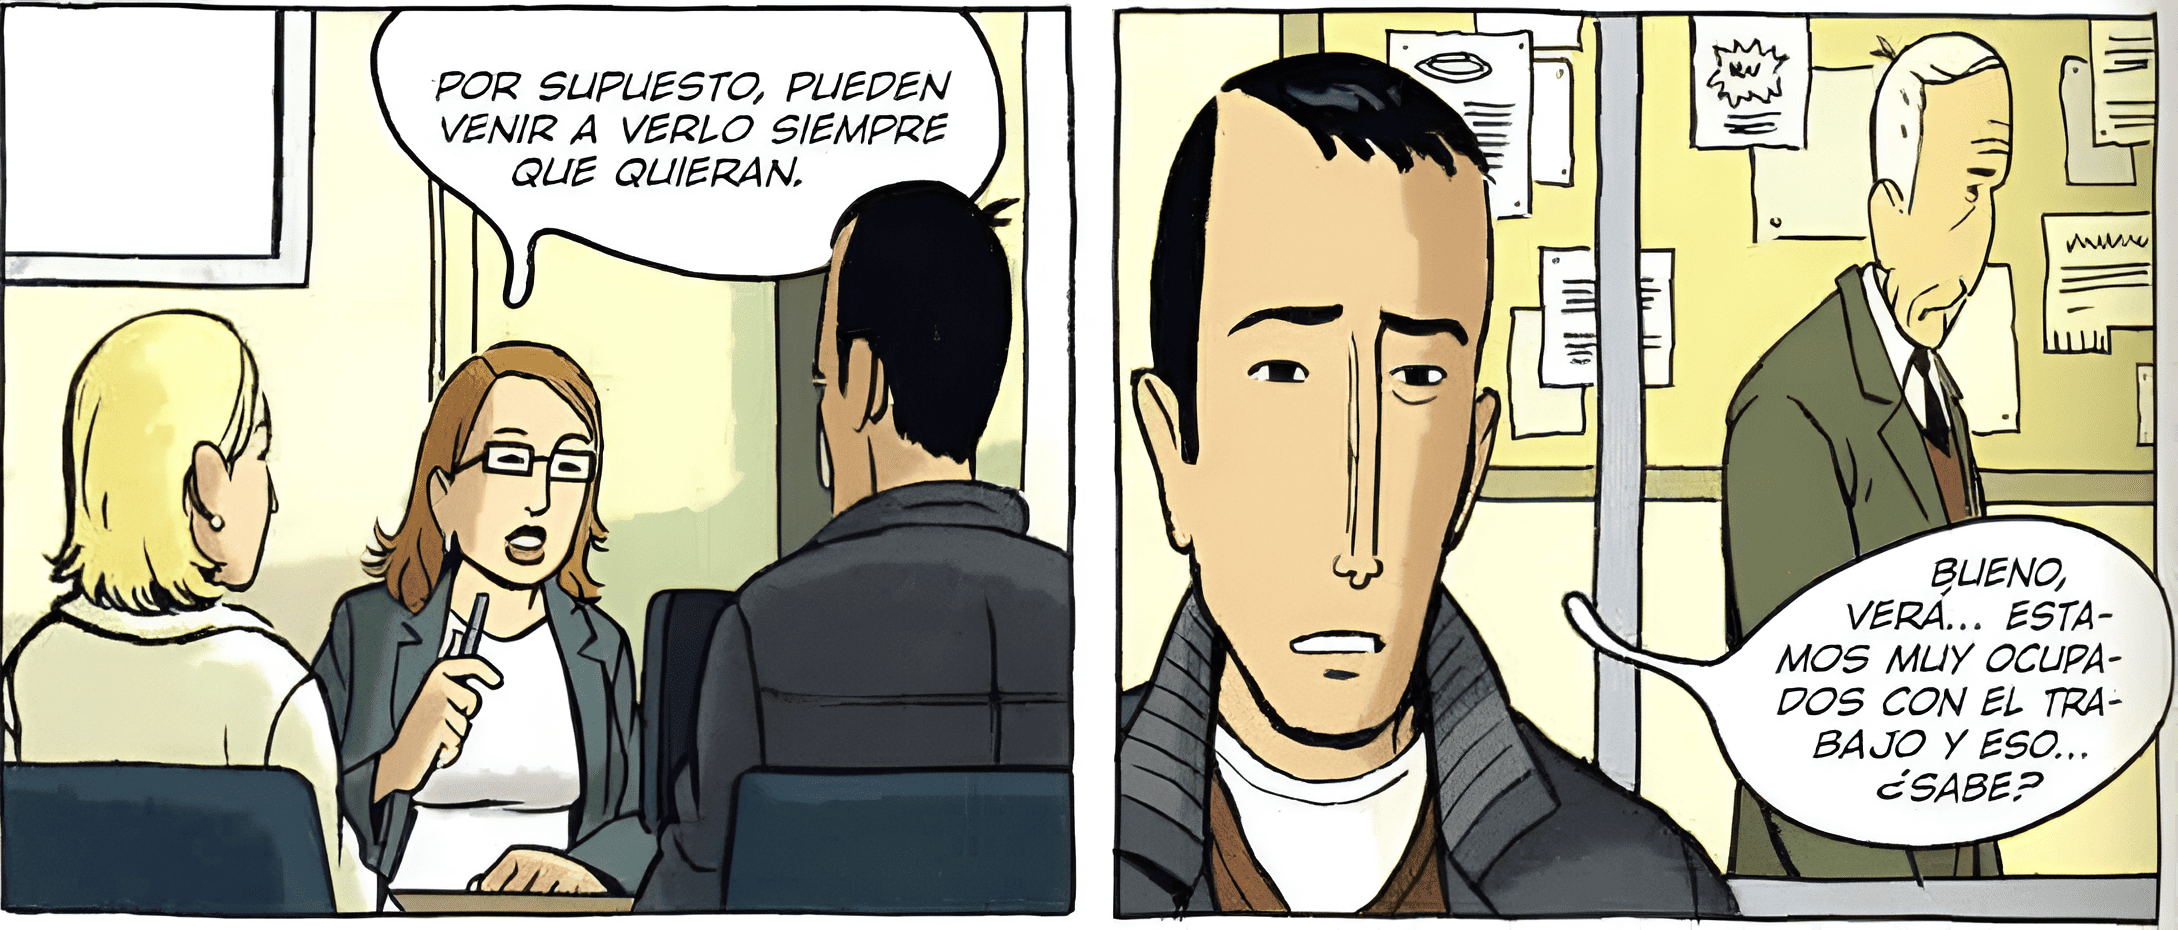 POR SUPUESTO, PUEDEN
VENIR A VERLO SIEMPRE
QUE QUIERAN.
BUENO,
VERÁ... ESTA-
MOS MUY OCUPA-
DOS CON EL TRA-
BAJO Y ESO...
¿SABE?